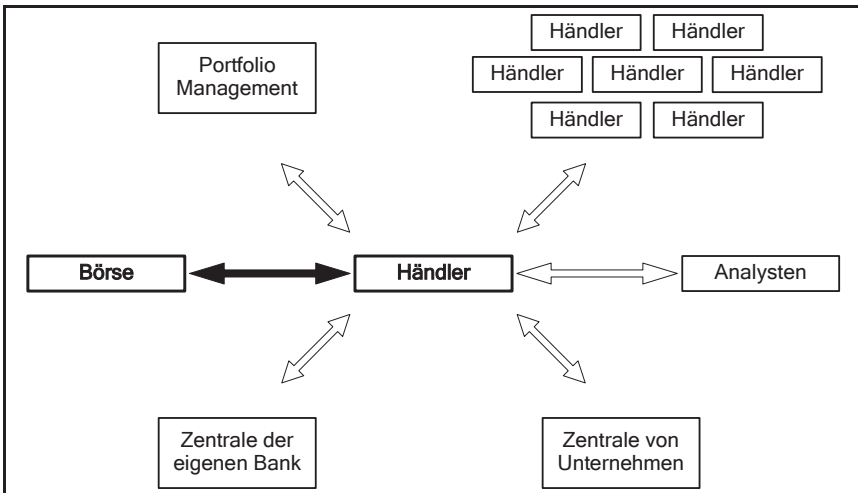 Händler
Händler
Portfolio
Management
Händler
Händler
Händler
Händler
Händler
Börse
Händler
Analysten
Zentrale der
eigenen Bank
Zentrale von
Unternehmen